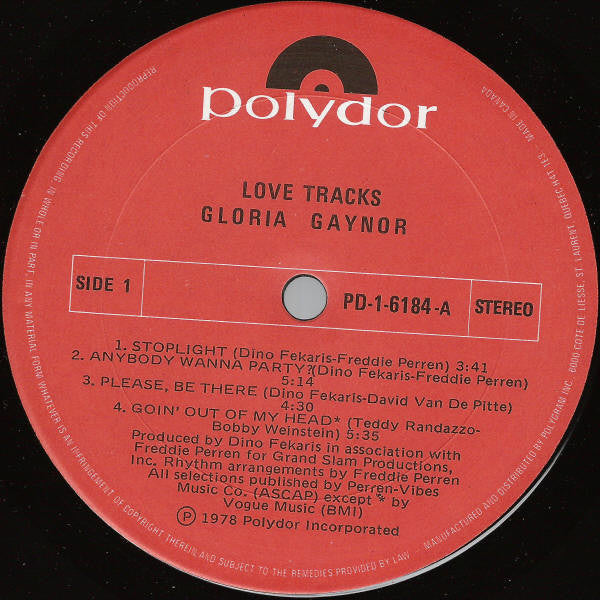 polydor
LOVE TRACKS
GLORIA GAYNOR
SIDE 1
PD-1-6184-A
STEREO
1. STOPLIGHT (Dino Fekaris-Freddie Perren) 3:41
2. ANYBODY WANNA PARTY?(Dino Fekaris-Freddie Perren)
5:14
3. PLEASE, BE THERE (Dino Fekaris-David Van De Pitte)
4:30
4. GOIN' OUT OF MY HEAD* (Teddy Randazzo-
Bobby Weinstein) 5:35
Produced by Dino Fekaris in association with
Freddie Perren for Grand Slam Productions,
Inc. Rhythm arrangements by Freddie Perren
All selections published by Perren-Vibes
Music Co. (ASCAP) except * by
Vogue Music (BMI)
℗ 1978 Polydor Incorporated
REPRODUCTION OF THIS RECORDING IN WHOLE OR IN PART, IN ANY MATERIAL FORM WHATEVER IS AN INFRINGEMENT OF COPYRIGHT THEREIN AND SUBJECT TO THE REMEDIES PROVIDED BY LAW
MANUFACTURED AND DISTRIBUTED BY POLYGRAM INC. 6000 COTE DE LIESSE, ST. LAURENT, QUEBEC H4T 1E3 - MADE IN CANADA